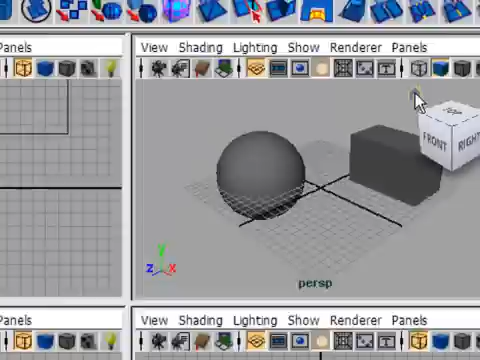 Panels View Shading Lighting Show Renderer Panels
TOP
FRONT RIGHT
y
z x
persp
Panels View Shading Lighting Show Renderer Panels